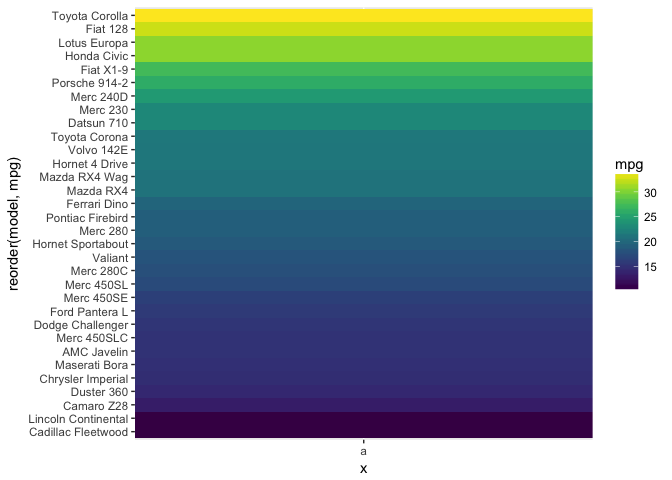 Toyota Corolla
Fiat 128
Lotus Europa
Honda Civic
Fiat X1-9
Porsche 914-2
Merc 240D
Merc 230
Datsun 710
Toyota Corona
Volvo 142E
Hornet 4 Drive
Mazda RX4 Wag
Mazda RX4
Ferrari Dino
Pontiac Firebird
Merc 280
Hornet Sportabout
Valiant
Merc 280C
Merc 450SL
Merc 450SE
Ford Pantera L
Dodge Challenger
Merc 450SLC
AMC Javelin
Maserati Bora
Chrysler Imperial
Duster 360
Camaro Z28
Lincoln Continental
Cadillac Fleetwood
reorder(model, mpg)
a
x
mpg
30
20
15